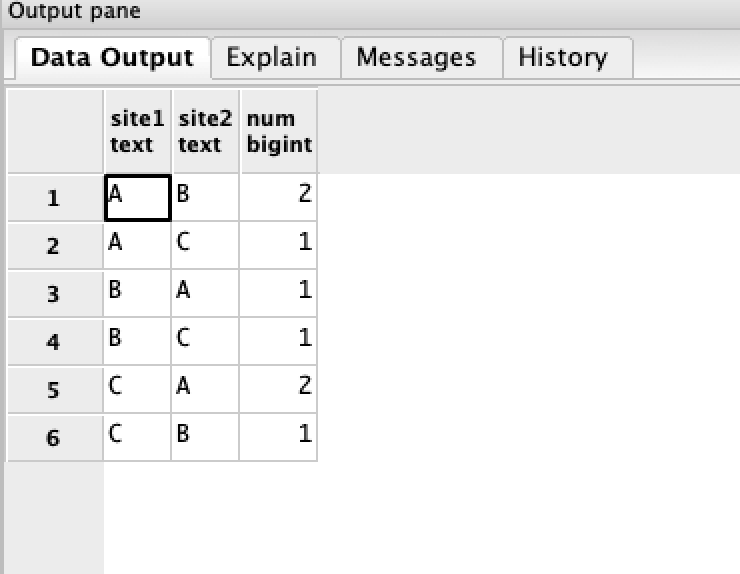 Output pane
Data Output Explain Messages History
site1 site2 num
text text bigint
1 A B 2
2 A C 1
3 B A 1
4 B C 1
5 C A 2
6 C B 1